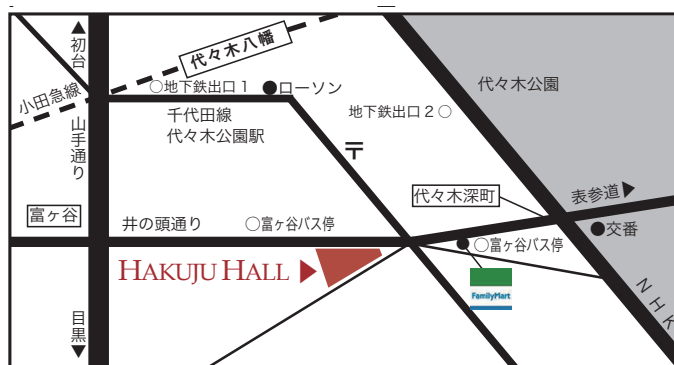 ▲初台
代々木八幡
小田急線
○地下鉄出口1
●ローソン
代々木公園
地下鉄出口2○
千代田線
代々木公園駅
山手通り
〒
代々木深町
表参道▶
富ヶ谷
井の頭通り
○富ヶ谷バス停
●交番
○富ヶ谷バス停
HAKUJU HALL ▶
FamilyMart
NHK
目黒▼